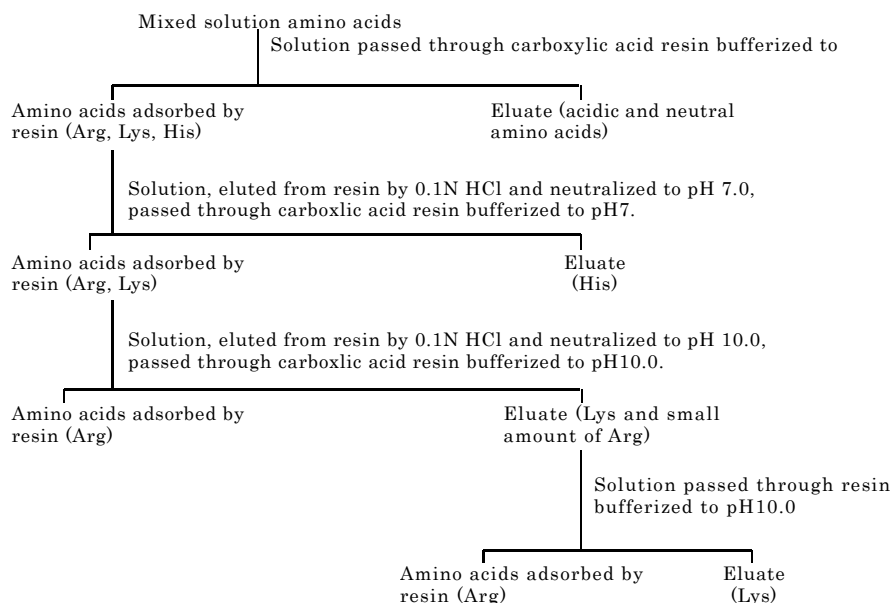 Mixed solution amino acids
Solution passed through carboxylic acid resin bufferized to
Amino acids adsorbed by
resin (Arg, Lys, His)
Eluate (acidic and neutral
amino acids)
Solution, eluted from resin by 0.1N HCl and neutralized to pH 7.0,
passed through carboxlic acid resin bufferized to pH7.
Amino acids adsorbed by
resin (Arg, Lys)
Eluate
(His)
Solution, eluted from resin by 0.1N HCl and neutralized to pH 10.0,
passed through carboxlic acid resin bufferized to pH10.0.
Amino acids adsorbed by
resin (Arg)
Eluate (Lys and small
amount of Arg)
Solution passed through resin
bufferized to pH10.0
Amino acids adsorbed by
resin (Arg)
Eluate
(Lys)